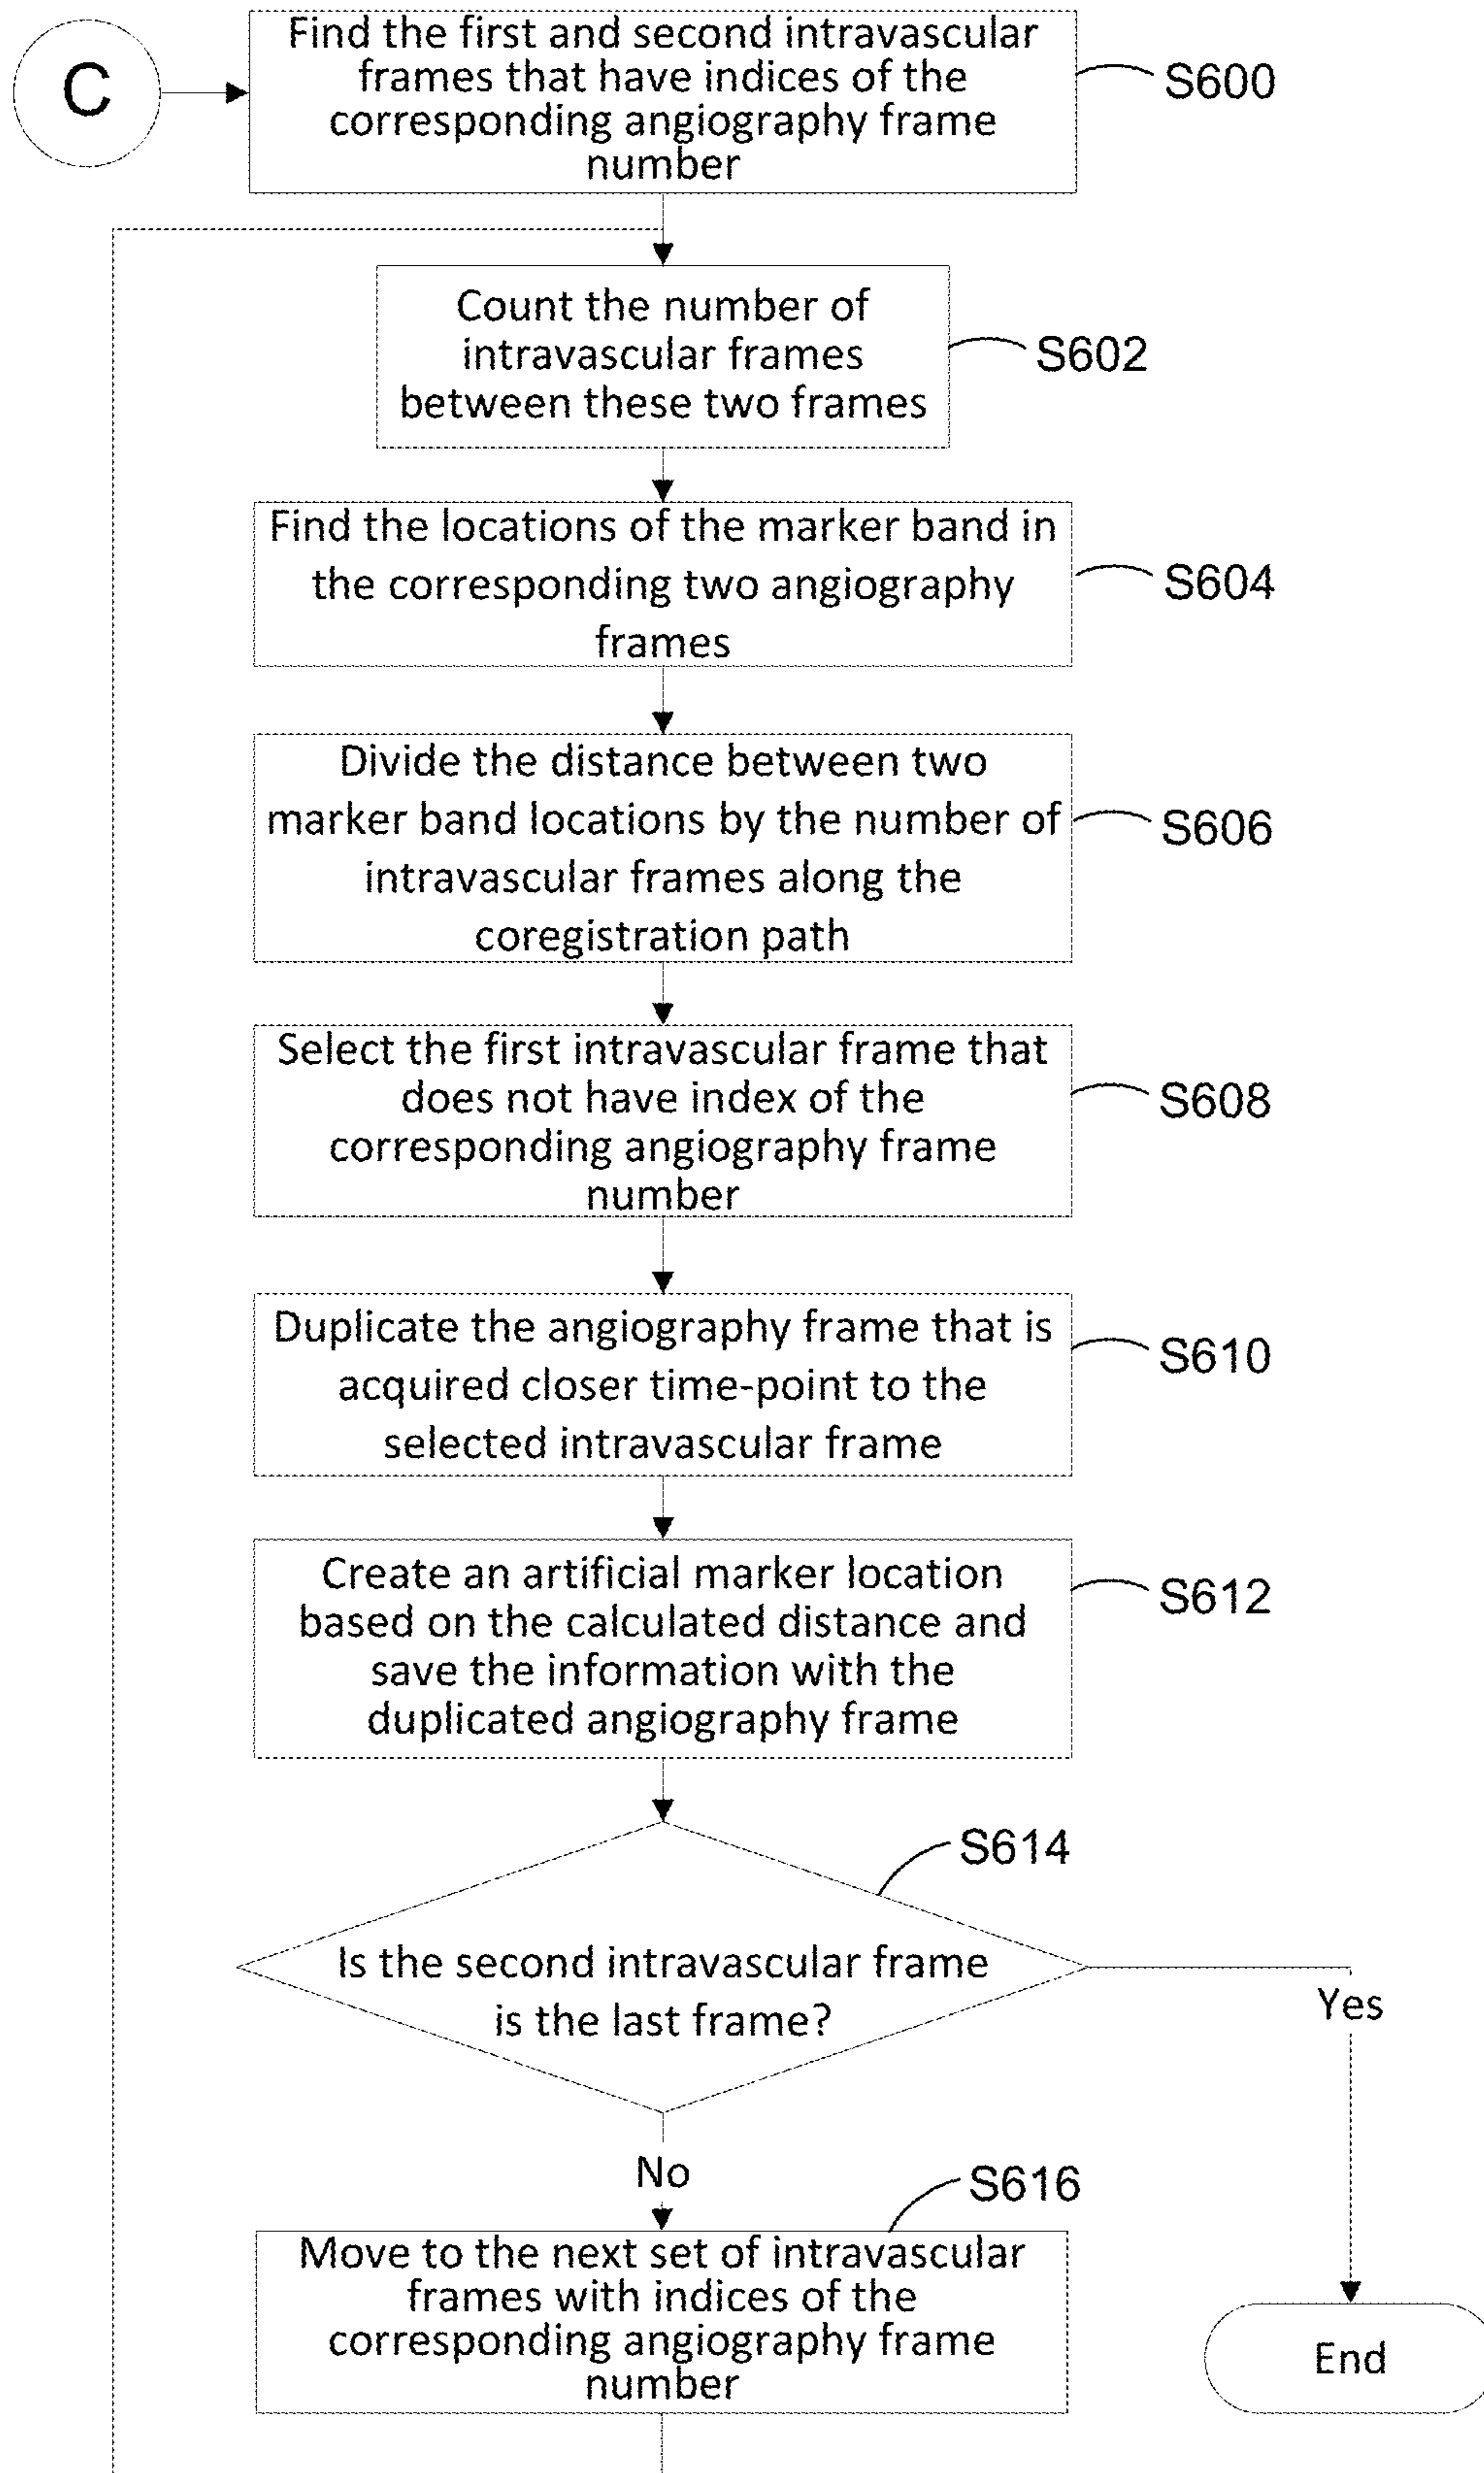 C
Find the first and second intravascular
frames that have indices of the
corresponding angiography frame
number
S600
Count the number of
intravascular frames
between these two frames
S602
Find the locations of the marker band in
the corresponding two angiography
frames
S604
Divide the distance between two
marker band locations by the number of
intravascular frames along the
coregistration path
S606
Select the first intravascular frame that
does not have index of the
corresponding angiography frame
number
S608
Duplicate the angiography frame that is
acquired closer time-point to the
selected intravascular frame
S610
Create an artificial marker location
based on the calculated distance and
save the information with the
duplicated angiography frame
S612
S614
Is the second intravascular frame
is the last frame?
Yes
No
S616
Move to the next set of intravascular
frames with indices of the
corresponding angiography frame
number
End